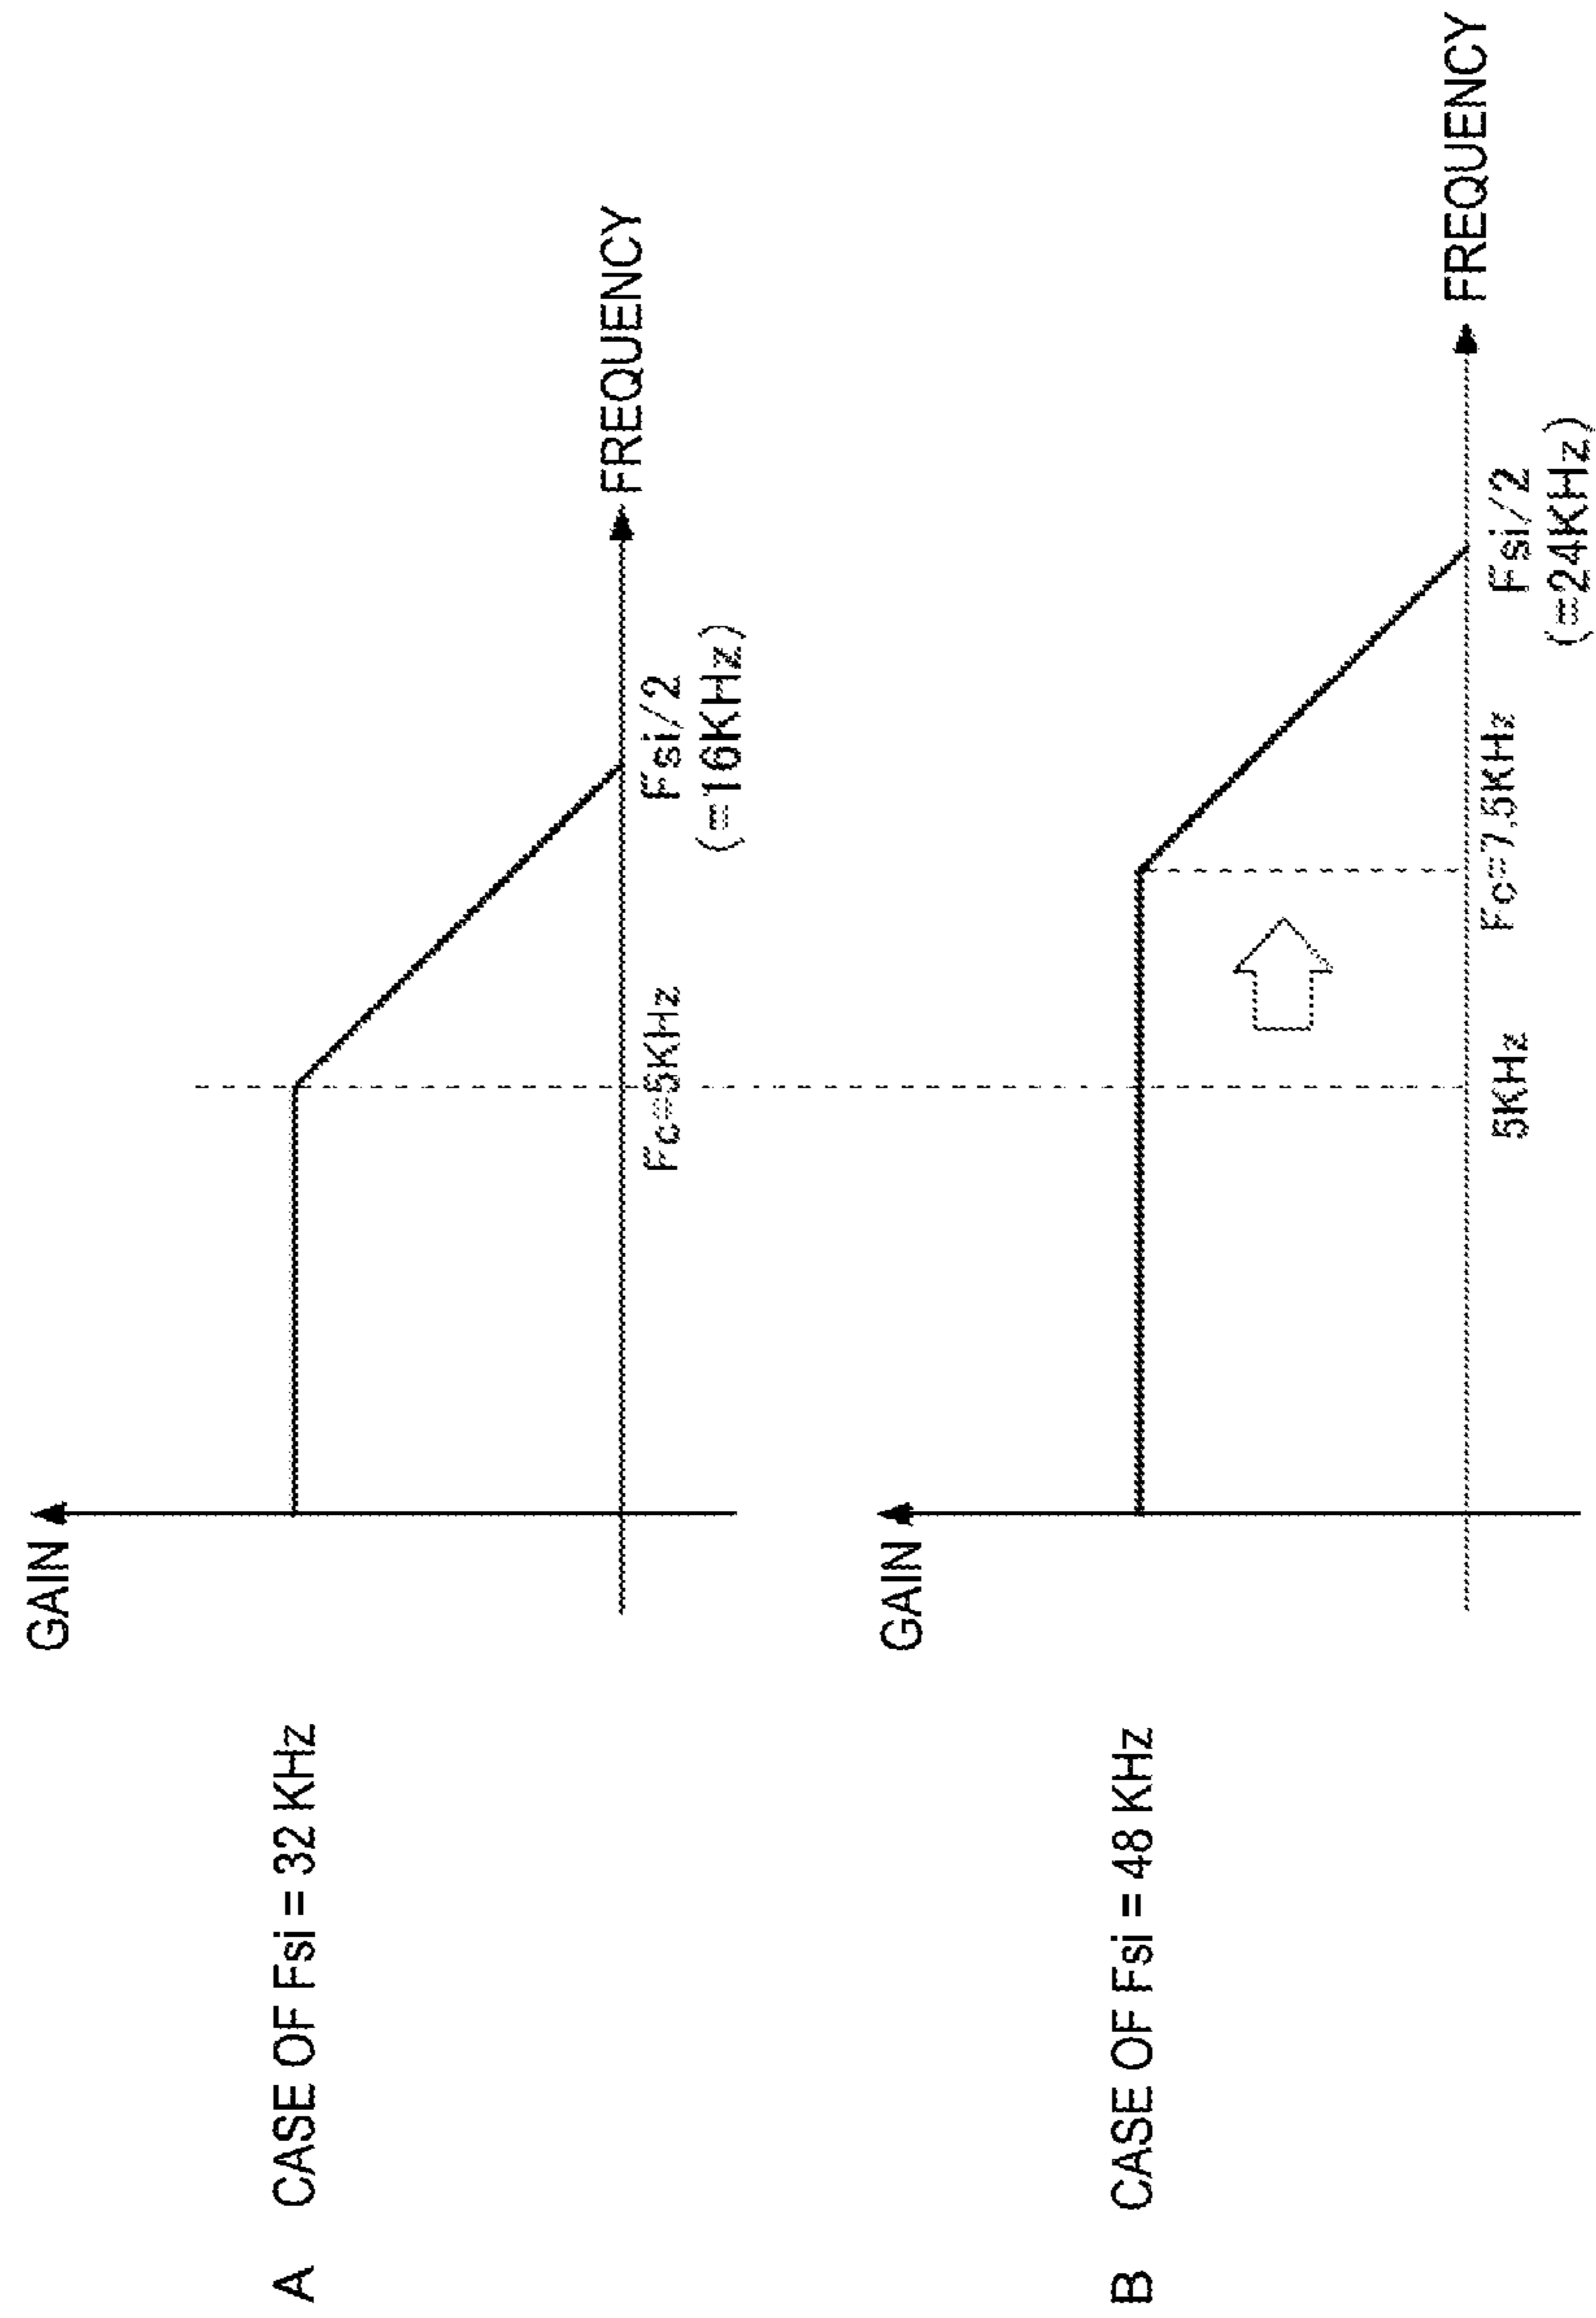 A CASE OF Fsi = 32 KHz
GAIN
FREQUENCY
Fc=5KHz
Fsi/2
(=16KHz)
B CASE OF Fsi = 48 KHz
GAIN
FREQUENCY
5KHz
Fc=7.5KHz
Fsi/2
(=24KHz)